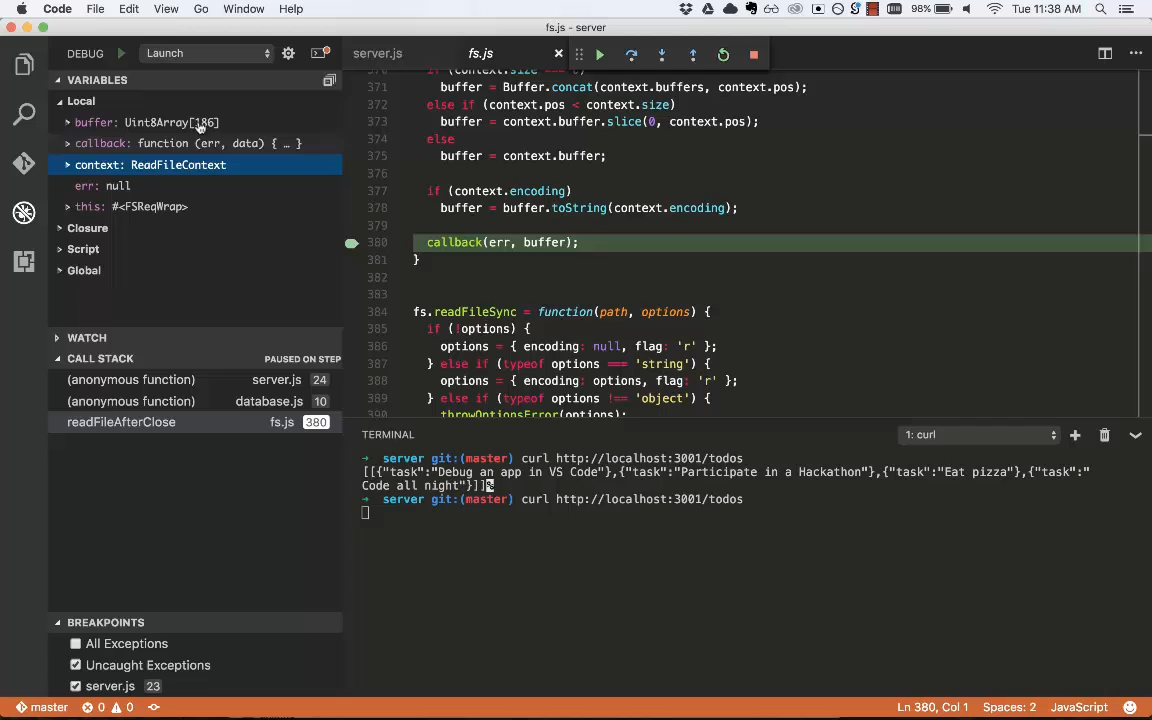 Code File Edit View Go Window Help 98% Tue 11:38 AM
fs.js - server
DEBUG Launch
server.js fs.js
VARIABLES
Local
buffer: Uint8Array[186]
callback: function (err, data) { … }
context: ReadFileContext
err: null
this: #<FSReqWrap>
Closure
Script
Global
WATCH
CALL STACK PAUSED ON STEP
(anonymous function) server.js 24
(anonymous function) database.js 10
readFileAfterClose fs.js 380
BREAKPOINTS
All Exceptions
Uncaught Exceptions
server.js 23
370 if (context.size === 0)
371 buffer = Buffer.concat(context.buffers, context.pos);
372 else if (context.pos < context.size)
373 buffer = context.buffer.slice(0, context.pos);
374 else
375 buffer = context.buffer;
376
377 if (context.encoding)
378 buffer = buffer.toString(context.encoding);
379
380 callback(err, buffer);
381 }
382
383
384 fs.readFileSync = function(path, options) {
385 if (!options) {
386 options = { encoding: null, flag: 'r' };
387 } else if (typeof options === 'string') {
388 options = { encoding: options, flag: 'r' };
389 } else if (typeof options !== 'object') {
390 throwOptionsError(options);
TERMINAL 1: curl
➜ server git:(master) curl http://localhost:3001/todos
[[{"task":"Debug an app in VS Code"},{"task":"Participate in a Hackathon"},{"task":"Eat pizza"},{"task":"
Code all night"}]]%
➜ server git:(master) curl http://localhost:3001/todos
master 0 0 Ln 380, Col 1 Spaces: 2 JavaScript